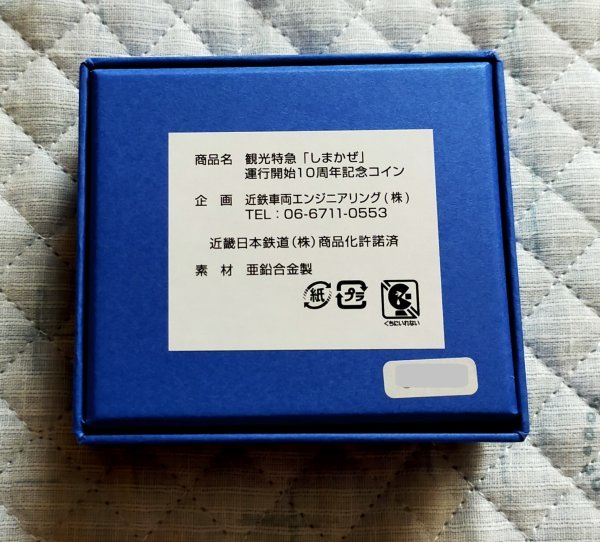 商品名 観光特急「しまかぜ」
運行開始10周年記念コイン
企 画 近鉄車両エンジニアリング(株)
TEL:06-6711-0553
近畿日本鉄道(株)商品化許諾済
素 材 亜鉛合金製
紙 プラ
くちにいれない